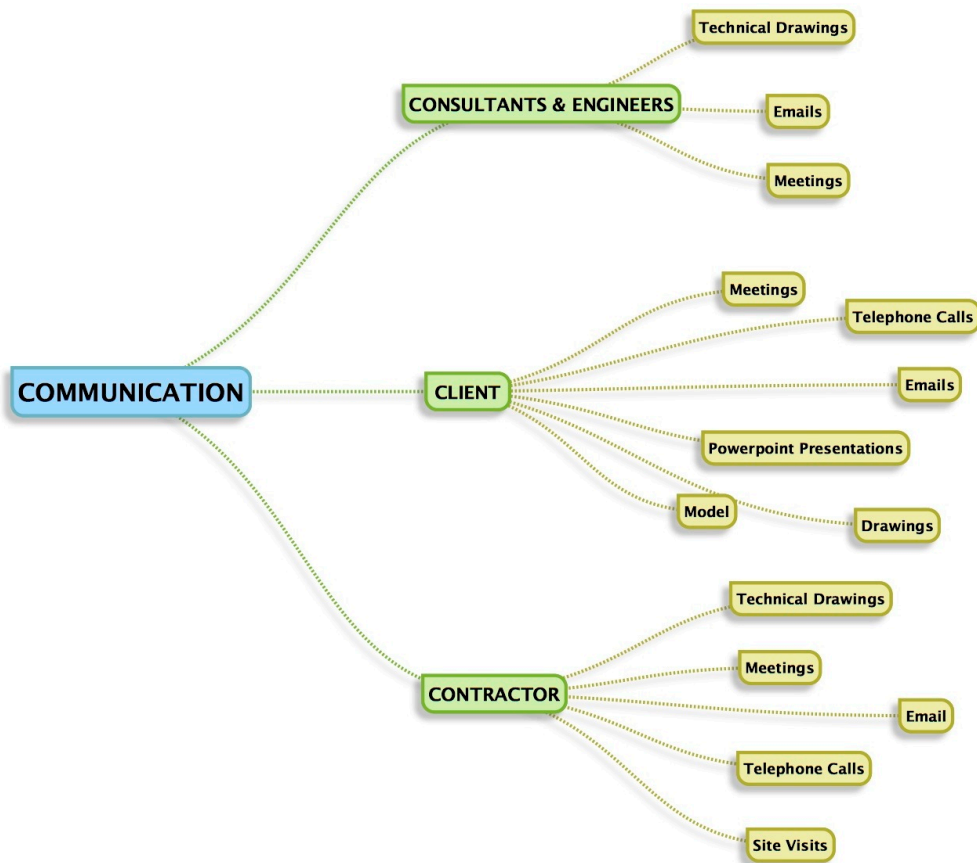 Technical Drawings
CONSULTANTS & ENGINEERS
Emails
Meetings
Meetings
Telephone Calls
COMMUNICATION
CLIENT
Emails
Powerpoint Presentations
Model
Drawings
Technical Drawings
Meetings
CONTRACTOR
Email
Telephone Calls
Site Visits